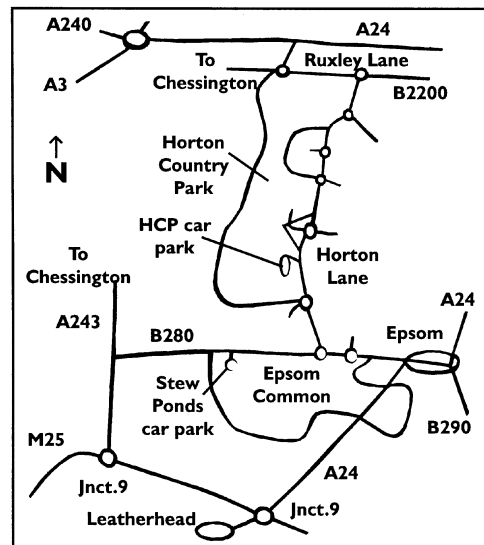 A240
A24
A3
To
Chessington
Ruxley Lane
B2200
N
Horton
Country
Park
HCP car
park
Horton
Lane
To
Chessington
A243
B280
A24
Epsom
Stew
Ponds
car park
Epsom
Common
B290
M25
Jnct.9
A24
Jnct.9
Leatherhead